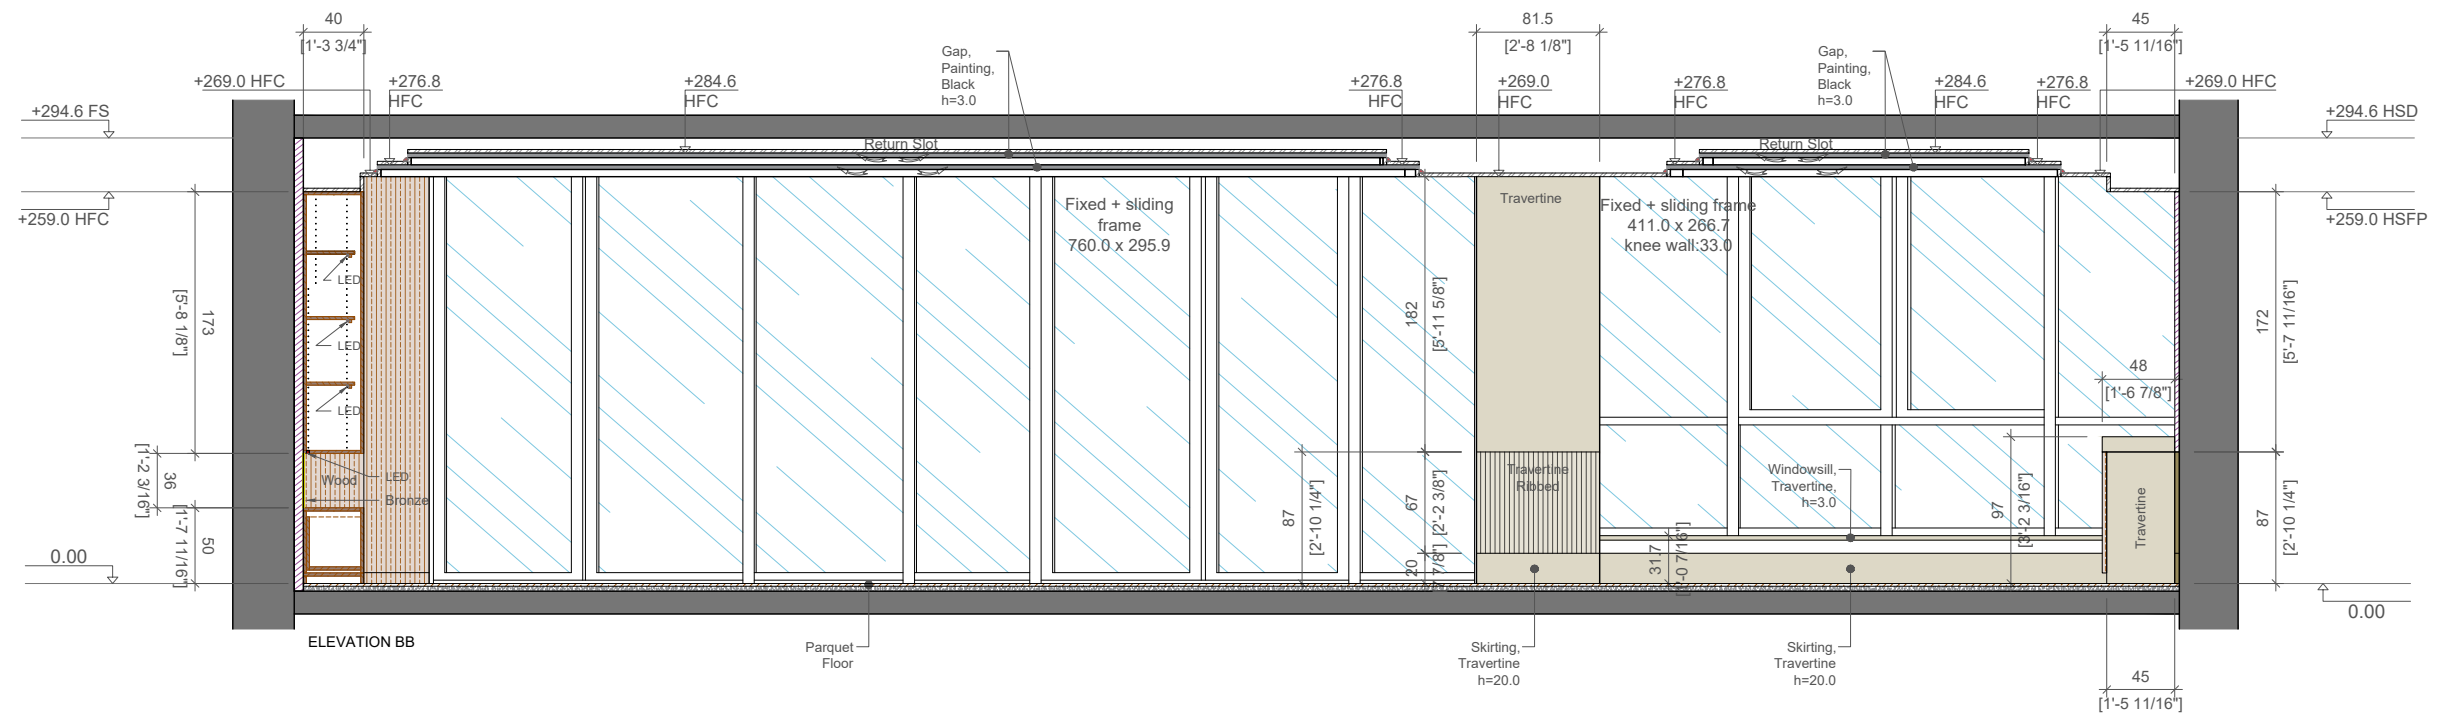 40
[1'-3 3/4"]
81.5
[2'-8 1/8"]
45
[1'-5 11/16"]
Gap,
Painting,
Black
h=3.0
Gap,
Painting,
Black
h=3.0
+269.0 HFC
+276.8
HFC
+284.6
HFC
+276.8
HFC
+269.0
HFC
+276.8
HFC
+284.6
HFC
+276.8
HFC
+269.0 HFC
+294.6 FS
+294.6 HSD
Return Slot
Return Slot
+259.0 HFC
+259.0 HSFP
Travertine
Fixed + sliding
frame
760.0 x 295.9
Fixed + sliding frame
411.0 x 266.7
knee wall:33.0
LED
LED
LED
173
[5'-8 1/8"]
182
[5'-11 5/8"]
172
[5'-7 11/16"]
48
[1'-6 7/8"]
36
[1'-2 3/16"]
Wood
LED
Bronze
50
[1'-7 11/16"]
87
[2'-10 1/4"]
67
[2'-2 3/8"]
20
7/8"]
Travertine
Ribbed
Windowsill,
Travertine,
h=3.0
31.7
-0 7/16"]
97
[3'-2 3/16"]
Travertine
87
[2'-10 1/4"]
0.00
0.00
ELEVATION BB
Parquet
Floor
Skirting,
Travertine
h=20.0
Skirting,
Travertine
h=20.0
45
[1'-5 11/16"]